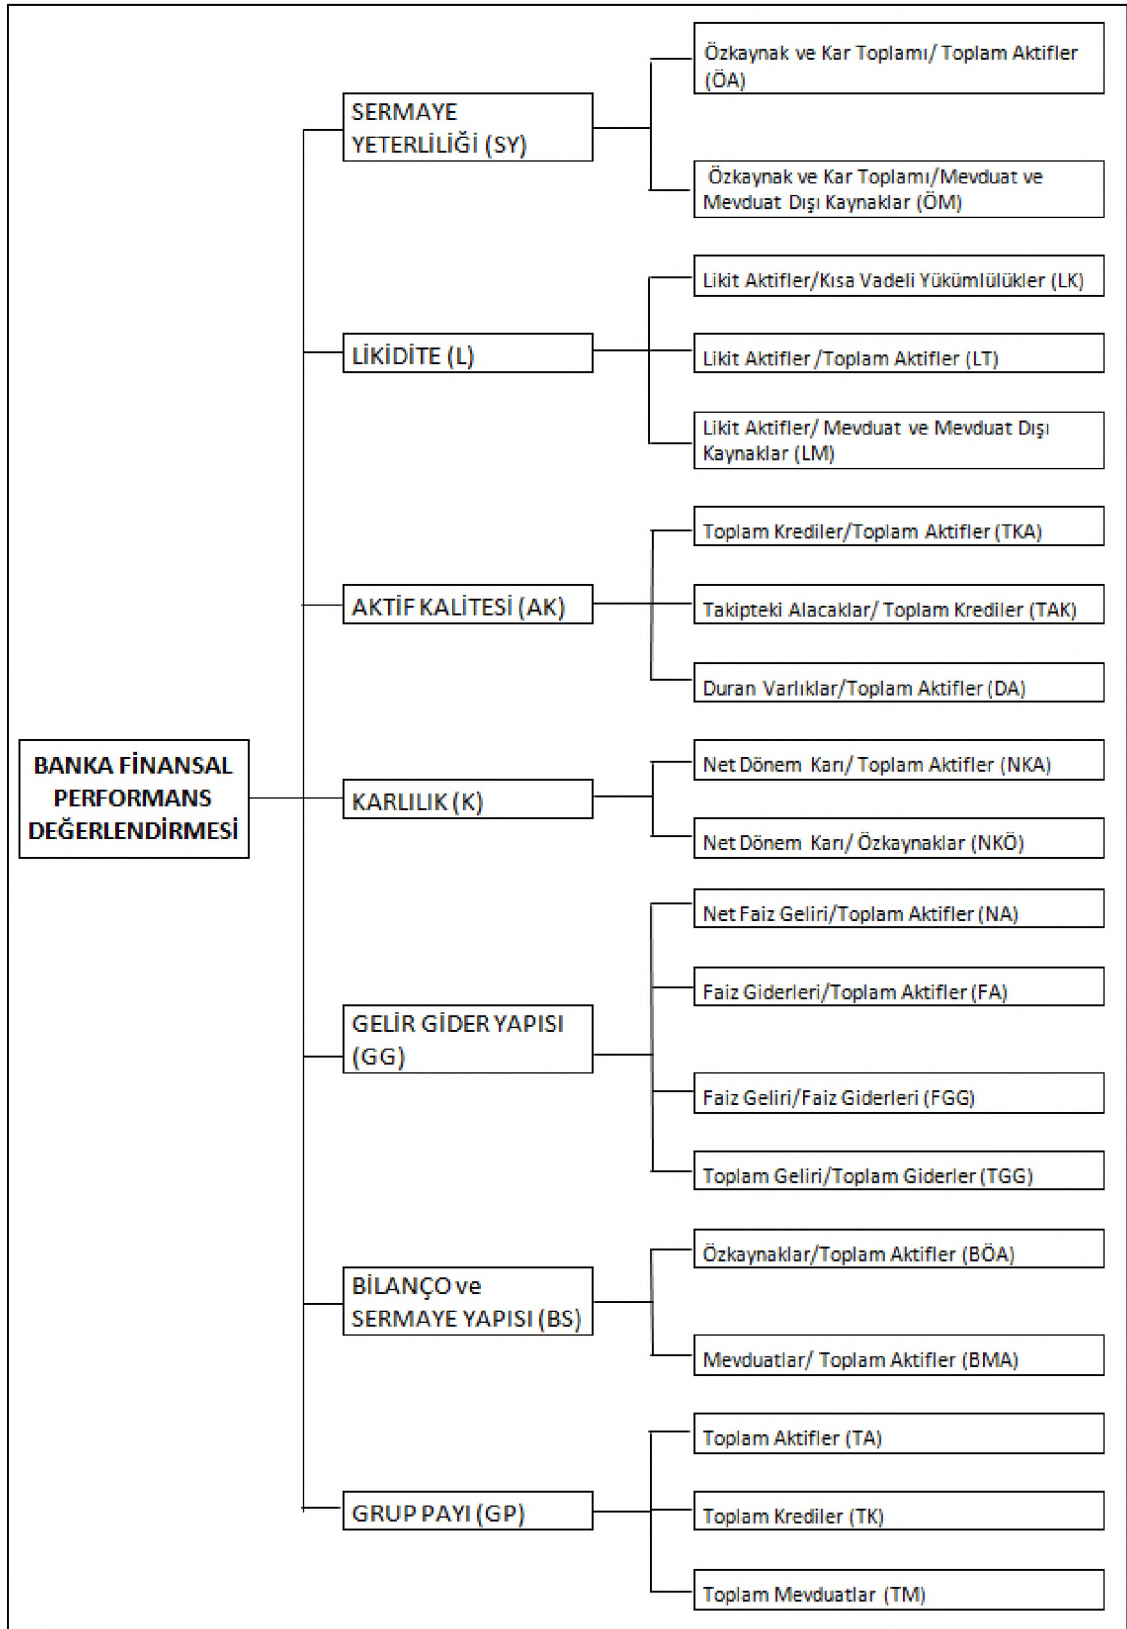 BANKA FİNANSAL
PERFORMANS
DEĞERLENDİRMESİ
SERMAYE
YETERLİLİĞİ (SY)
Özkaynak ve Kar Toplamı/ Toplam Aktifler
(ÖA)
Özkaynak ve Kar Toplamı/Mevduat ve
Mevduat Dışı Kaynaklar (ÖM)
LİKİDİTE (L)
Likit Aktifler/Kısa Vadeli Yükümlülükler (LK)
Likit Aktifler /Toplam Aktifler (LT)
Likit Aktifler/ Mevduat ve Mevduat Dışı
Kaynaklar (LM)
AKTİF KALİTESİ (AK)
Toplam Krediler/Toplam Aktifler (TKA)
Takipteki Alacaklar/ Toplam Krediler (TAK)
Duran Varlıklar/Toplam Aktifler (DA)
KARLILIK (K)
Net Dönem Karı/ Toplam Aktifler (NKA)
Net Dönem Karı/ Özkaynaklar (NKÖ)
GELİR GİDER YAPISI
(GG)
Net Faiz Geliri/Toplam Aktifler (NA)
Faiz Giderleri/Toplam Aktifler (FA)
Faiz Geliri/Faiz Giderleri (FGG)
Toplam Geliri/Toplam Giderler (TGG)
BİLANÇO ve
SERMAYE YAPISI (BS)
Özkaynaklar/Toplam Aktifler (BÖA)
Mevduatlar/ Toplam Aktifler (BMA)
GRUP PAYI (GP)
Toplam Aktifler (TA)
Toplam Krediler (TK)
Toplam Mevduatlar (TM)